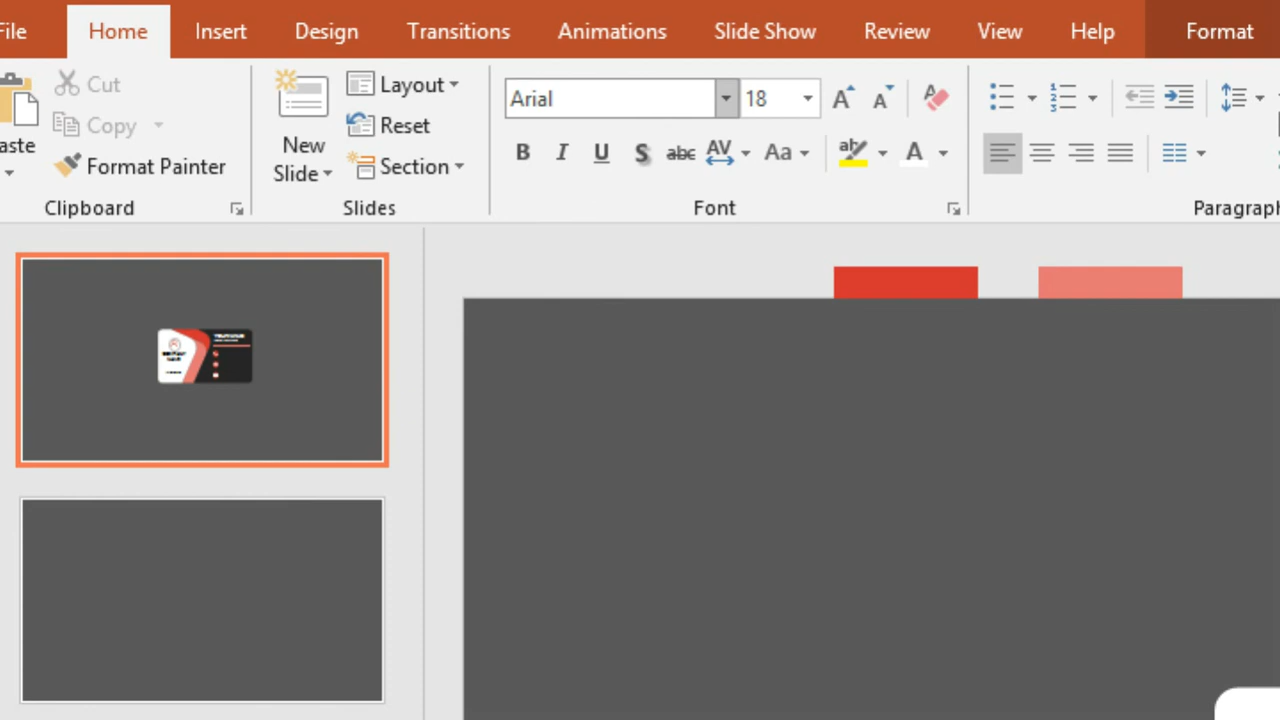 File Home Insert Design Transitions Animations Slide Show Review View Help Format
Cut
Copy
aste
Format Painter
Clipboard
New
Slide
Layout
Reset
Section
Slides
Arial 18
B I U S abc AV Aa ab A
Font
Paragraph